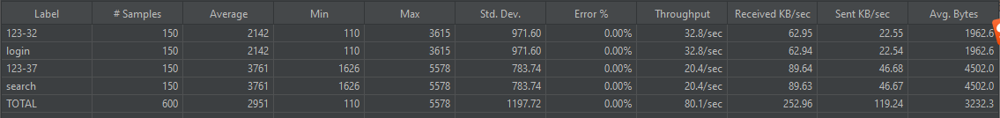 Label # Samples Average Min Max Std. Dev. Error % Throughput Received KB/sec Sent KB/sec Avg. Bytes
123-32 150 2142 110 3615 971.60 0.00% 32.8/sec 62.95 22.55 1962.6
login 150 2142 110 3615 971.60 0.00% 32.8/sec 62.94 22.54 1962.6
123-37 150 3761 1626 5578 783.74 0.00% 20.4/sec 89.64 46.68 4502.0
search 150 3761 1626 5578 783.74 0.00% 20.4/sec 89.63 46.67 4502.0
TOTAL 600 2951 110 5578 1197.72 0.00% 80.1/sec 252.96 119.24 3232.3